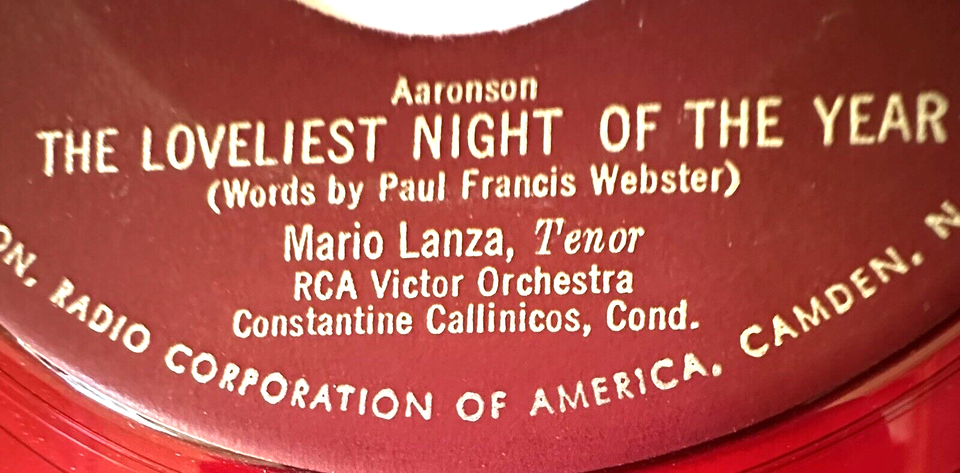 Aaronson
THE LOVELIEST NIGHT OF THE YEAR
(Words by Paul Francis Webster)
Mario Lanza, Tenor
RCA Victor Orchestra
Constantine Callinicos, Cond.
RADIO CORPORATION OF AMERICA, CAMDEN, N